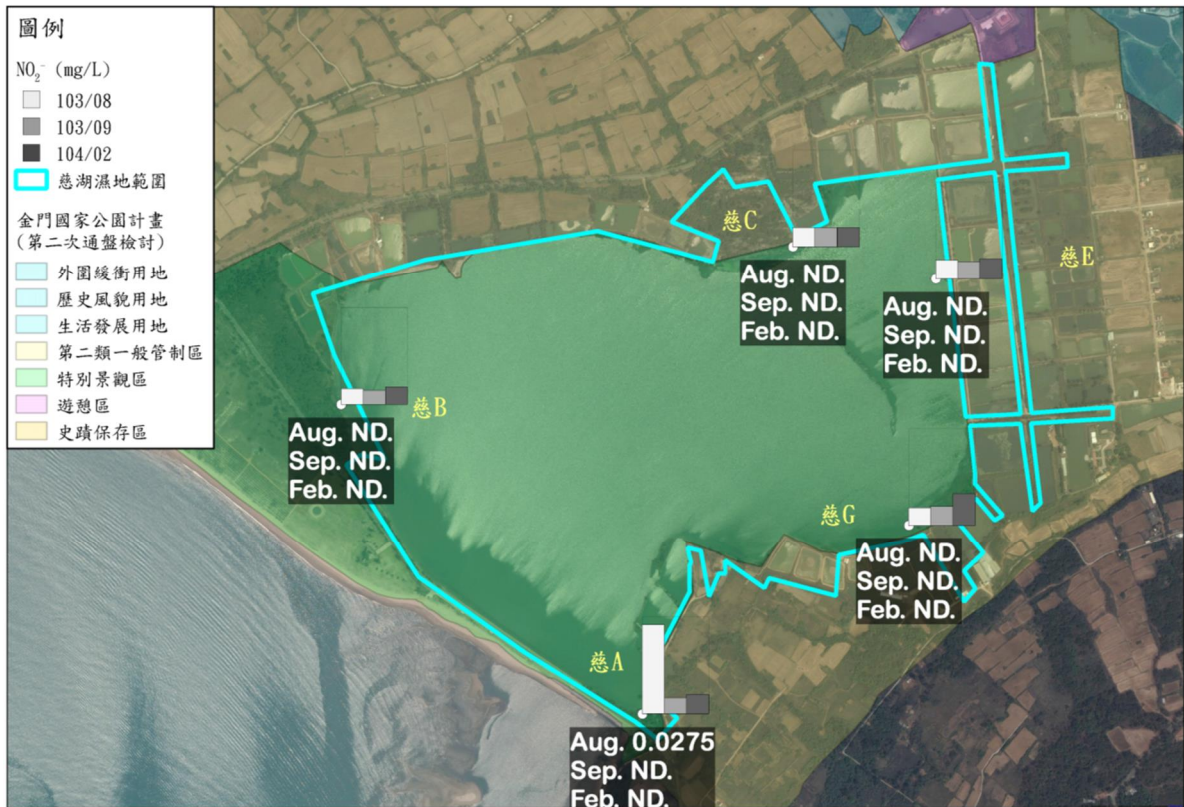 圖例
NO₂⁻ (mg/L)
103/08
103/09
104/02
慈湖濕地範圍
金門國家公園計畫
(第二次通盤檢討)
外圍緩衝用地
歷史風貌用地
生活發展用地
第二類一般管制區
特別景觀區
遊憩區
史蹟保存區
慈C
Aug. ND.
Sep. ND.
Feb. ND.
慈E
Aug. ND.
Sep. ND.
Feb. ND.
慈B
Aug. ND.
Sep. ND.
Feb. ND.
慈G
Aug. ND.
Sep. ND.
Feb. ND.
慈A
Aug. 0.0275
Sep. ND.
Feb. ND.